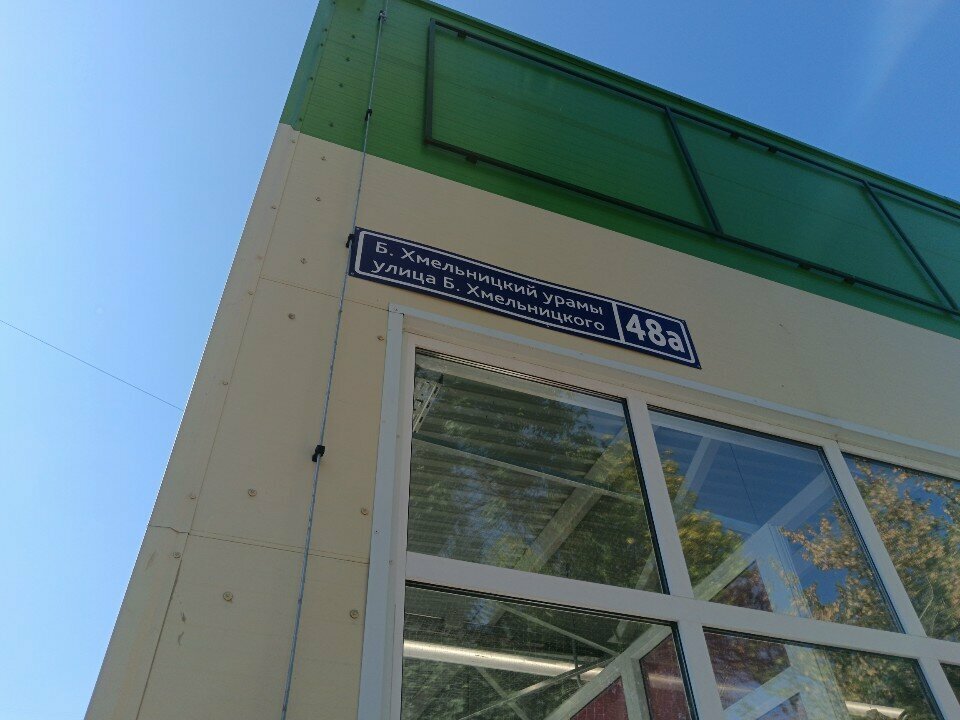 Б. Хмельницкий урамы
улица Б. Хмельницкого
48а